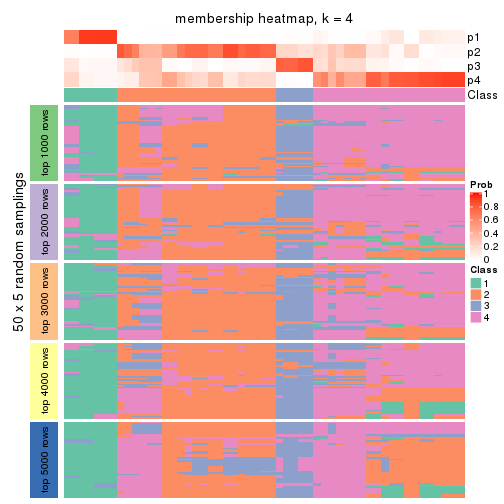 membership heatmap, k = 4
p1
p2
p3
p4
Class
50 x 5 random samplings
top 1000 rows
top 2000 rows
top 3000 rows
top 4000 rows
top 5000 rows
Prob
1
0.8
0.6
0.4
0.2
0
Class
1
2
3
4